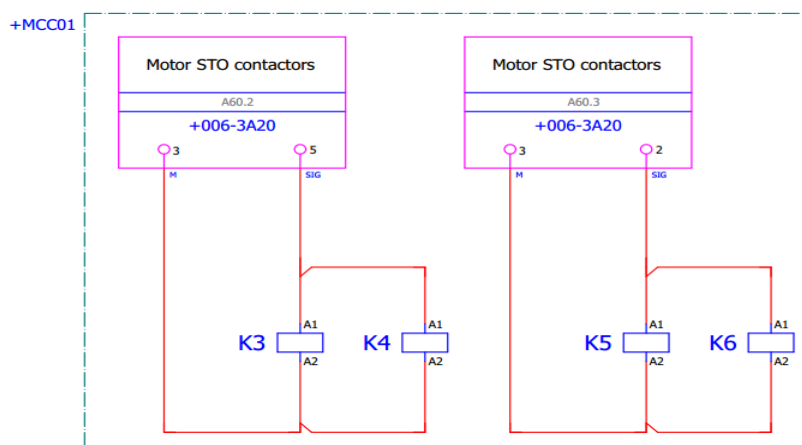 +MCC01
Motor STO contactors
Motor STO contactors
A60.2
A60.3
+006-3A20
+006-3A20
3
5
3
2
M
SIG
M
SIG
A1
A1
A1
A1
K3
K4
K5
K6
A2
A2
A2
A2